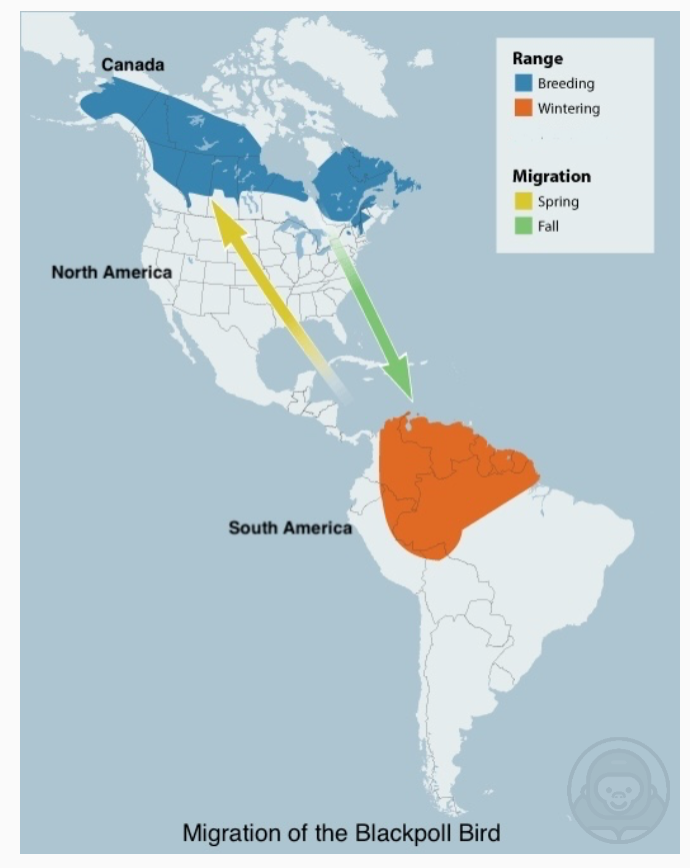 Canada
Range
Breeding
Wintering
Migration
Spring
Fall
North America
South America
Migration of the Blackpoll Bird